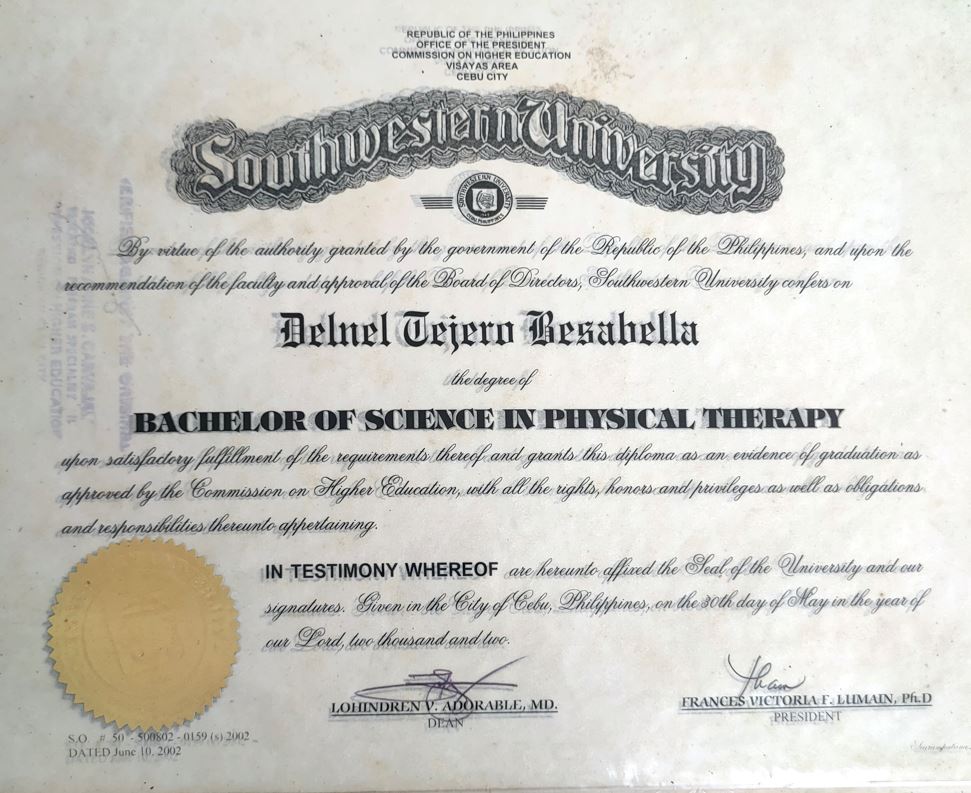 REPUBLIC OF THE PHILIPPINES
OFFICE OF THE PRESIDENT
COMMISSION ON HIGHER EDUCATION
VISAYAS AREA
CEBU CITY
Southwestern University
By virtue of the authority granted by the government of the Republic of the Philippines, and upon the
recommendation of the faculty and approval of the Board of Directors, Southwestern University confers on
Delnel Tejero Besabella
the degree of
BACHELOR OF SCIENCE IN PHYSICAL THERAPY
upon satisfactory fulfillment of the requirements thereof and grants this diploma as an evidence of graduation as
approved by the Commission on Higher Education, with all the rights, honors and privileges as well as obligations
and responsibilities thereunto appertaining.
IN TESTIMONY WHEREOF are hereunto affixed the Seal of the University and our
signatures. Given in the City of Cebu, Philippines, on the 30th day of May in the year of
our Lord, two thousand and two.
LOHINDREN V. ADORABLE, MD.
DEAN
FRANCES VICTORIA F. LUMAIN, Ph.D
PRESIDENT
S.O. # 50 - 500802 - 0159 (s) 2002
DATED June 10, 2002